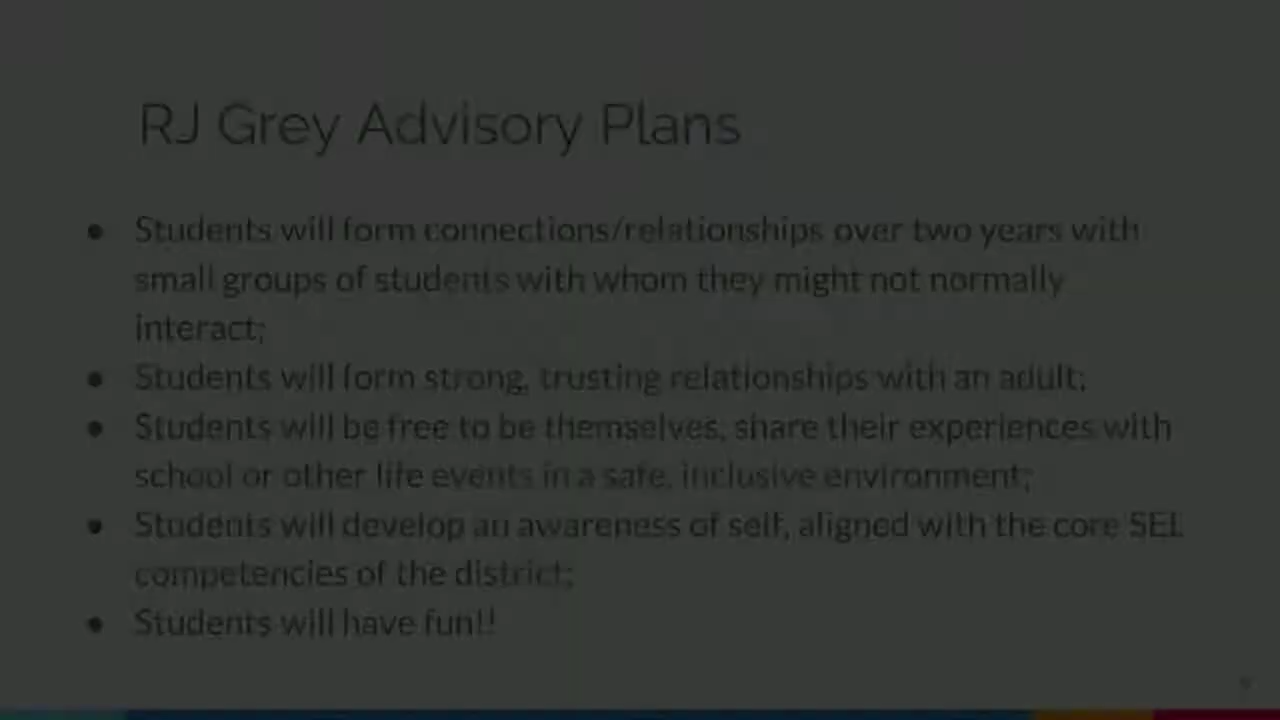 RJ Grey Advisory Plans
● Students will form connections/relationships over two years with
small groups of students with whom they might not normally
interact;
● Students will form strong, trusting relationships with an adult;
● Students will be free to be themselves, share their experiences with
school or other life events in a safe, inclusive environment;
● Students will develop an awareness of self, aligned with the core SEL
competencies of the district;
● Students will have fun!!